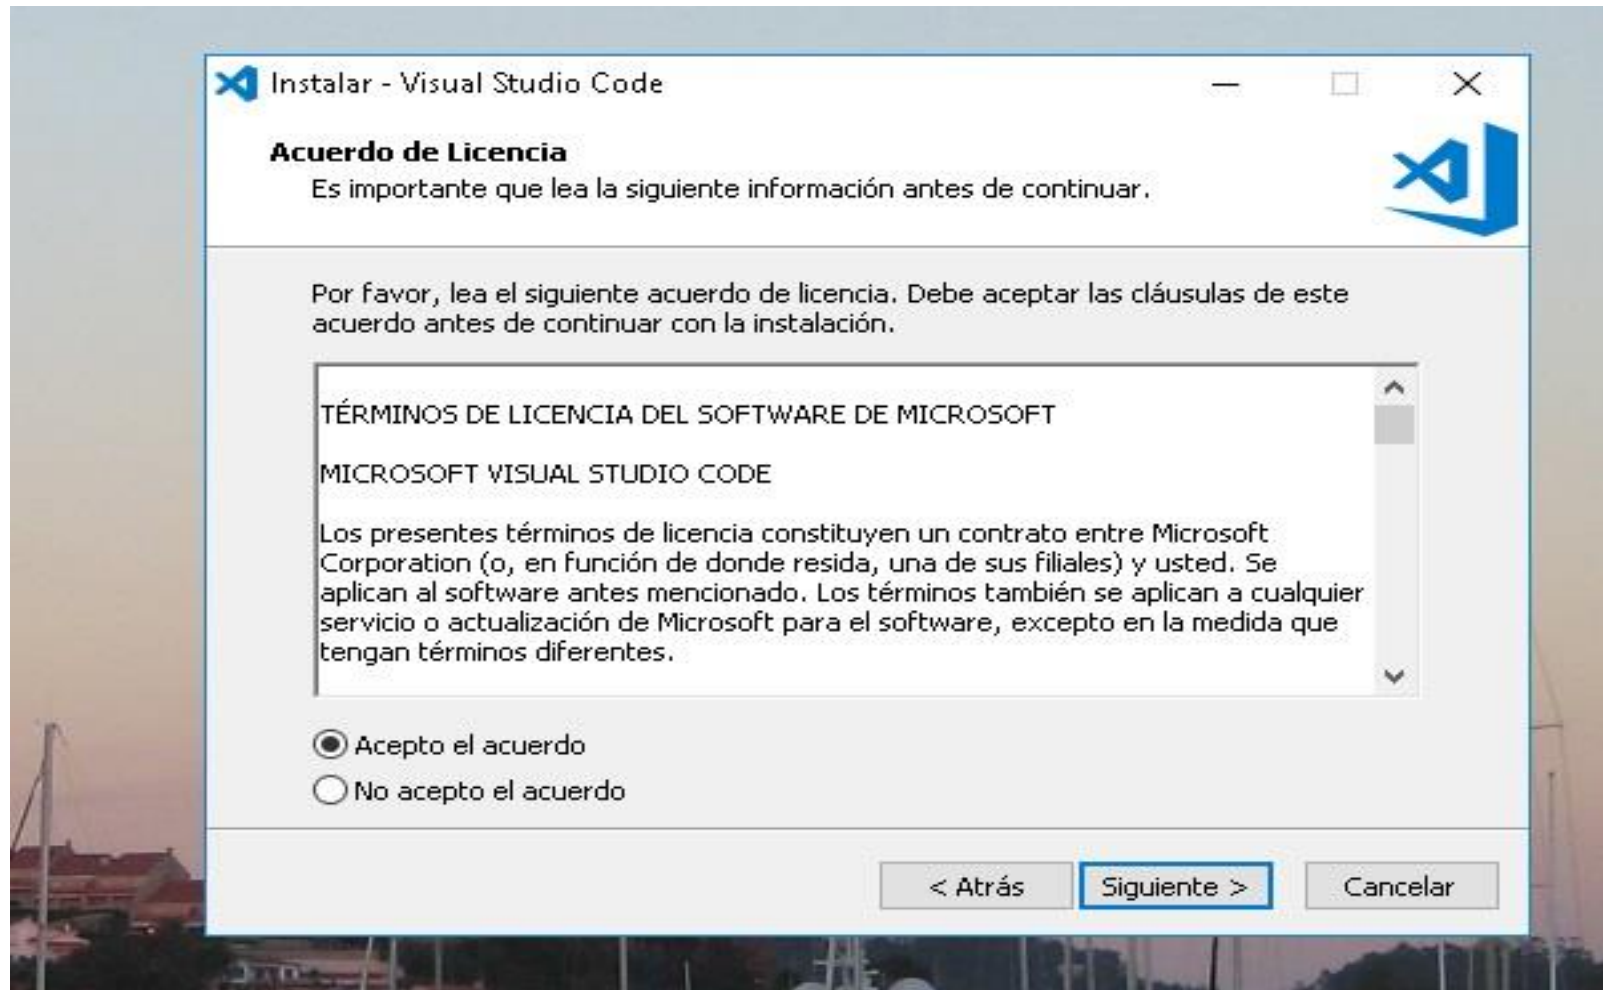 Instalar - Visual Studio Code
Acuerdo de Licencia
Es importante que lea la siguiente información antes de continuar.
Por favor, lea el siguiente acuerdo de licencia. Debe aceptar las cláusulas de este
acuerdo antes de continuar con la instalación.
TÉRMINOS DE LICENCIA DEL SOFTWARE DE MICROSOFT
MICROSOFT VISUAL STUDIO CODE
Los presentes términos de licencia constituyen un contrato entre Microsoft
Corporation (o, en función de donde resida, una de sus filiales) y usted. Se
aplican al software antes mencionado. Los términos también se aplican a cualquier
servicio o actualización de Microsoft para el software, excepto en la medida que
tengan términos diferentes.
Acepto el acuerdo
No acepto el acuerdo
< Atrás Siguiente > Cancelar